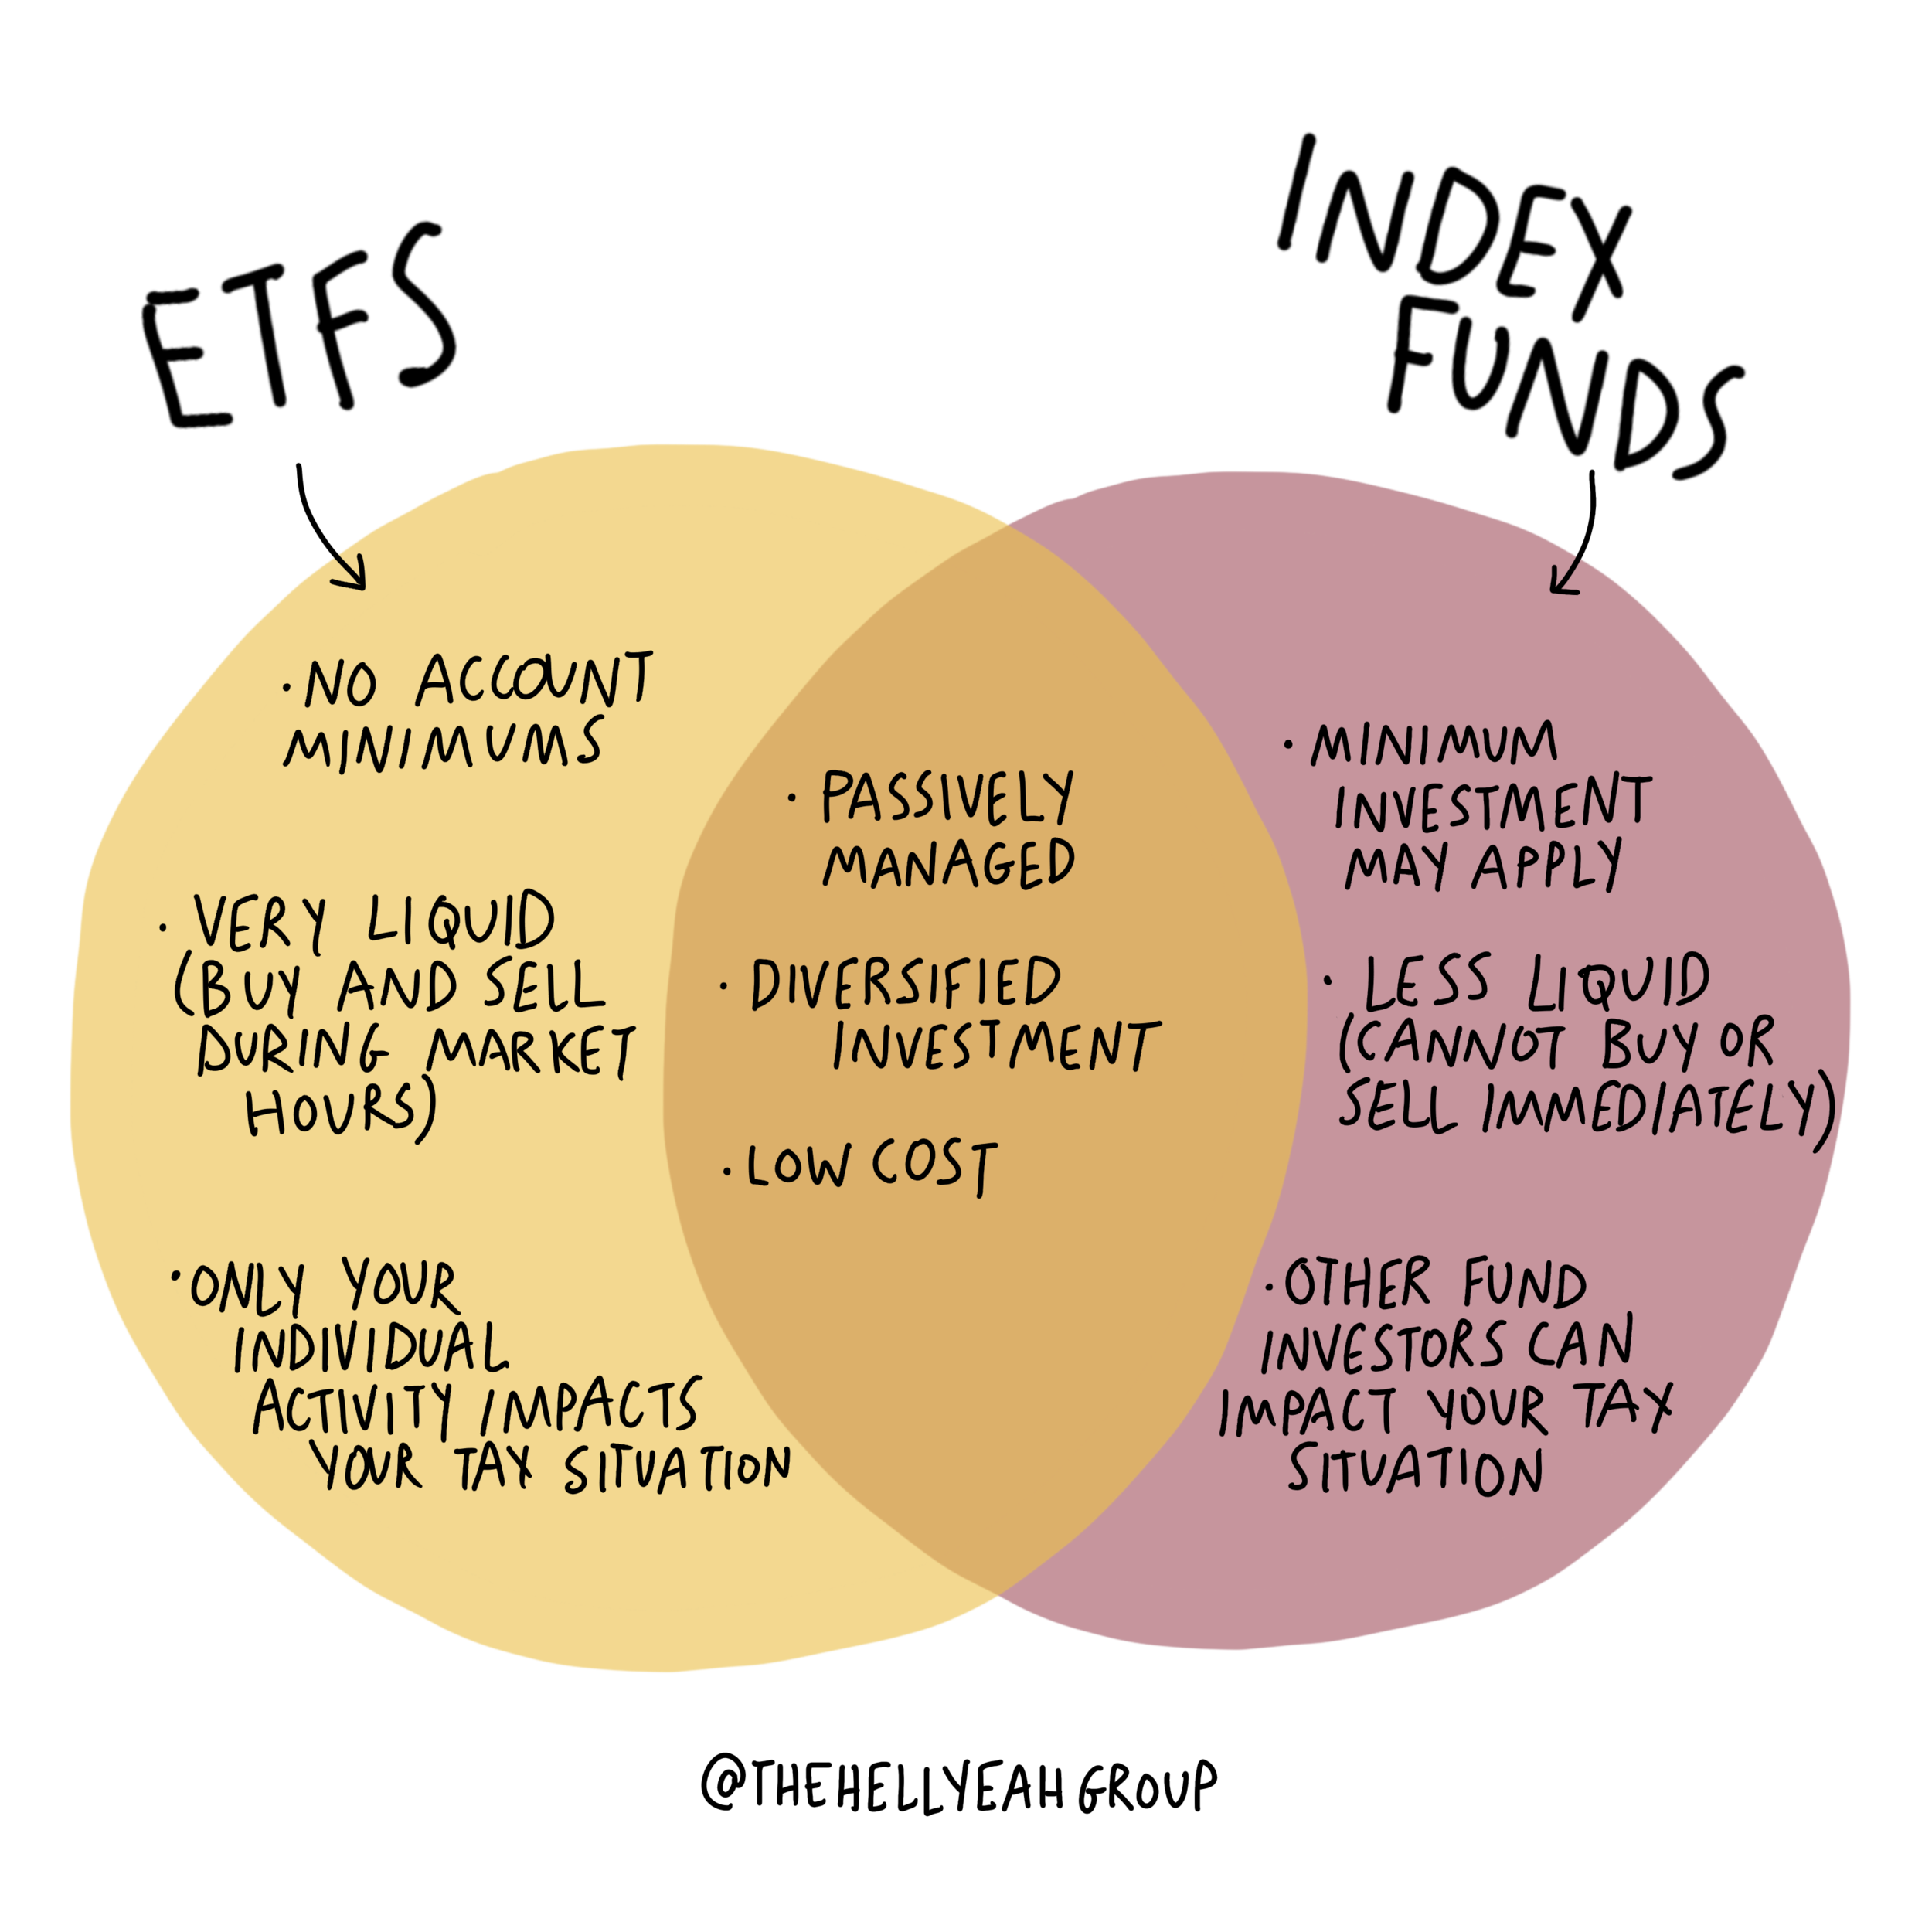 ETFS
INDEX
FUNDS
· NO ACCOUNT
MINIMUMS
· VERY LIQUID
(BUY AND SELL
DURING MARKET
HOURS)
· ONLY YOUR
INDIVIDUAL
ACTIVITY IMPACTS
YOUR TAX SITUATION
· PASSIVELY
MANAGED
· DIVERSIFIED
INVESTMENT
· LOW COST
· MINIMUM
INVESTMENT
MAY APPLY
· LESS LIQUID
(CANNOT BUY OR
SELL IMMEDIATELY)
· OTHER FUND
INVESTORS CAN
IMPACT YOUR TAX
SITUATION
@THEHELLYEAHGROUP